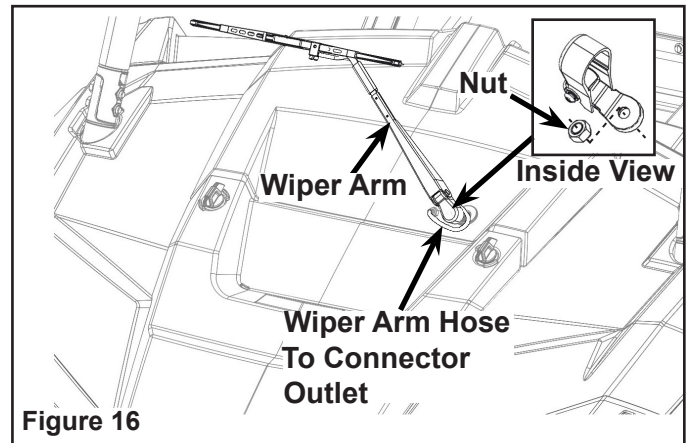 Nut
Inside View
Wiper Arm
Wiper Arm Hose
To Connector
Outlet
Figure 16